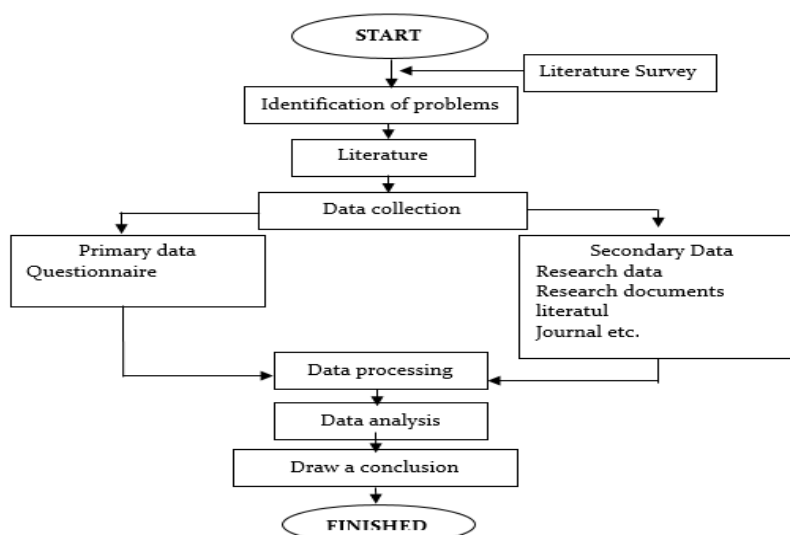 START
Literature Survey
Identification of problems
Literature
Data collection
Primary data
Questionnaire
Secondary Data
Research data
Research documents
literatul
Journal etc.
Data processing
Data analysis
Draw a conclusion
FINISHED